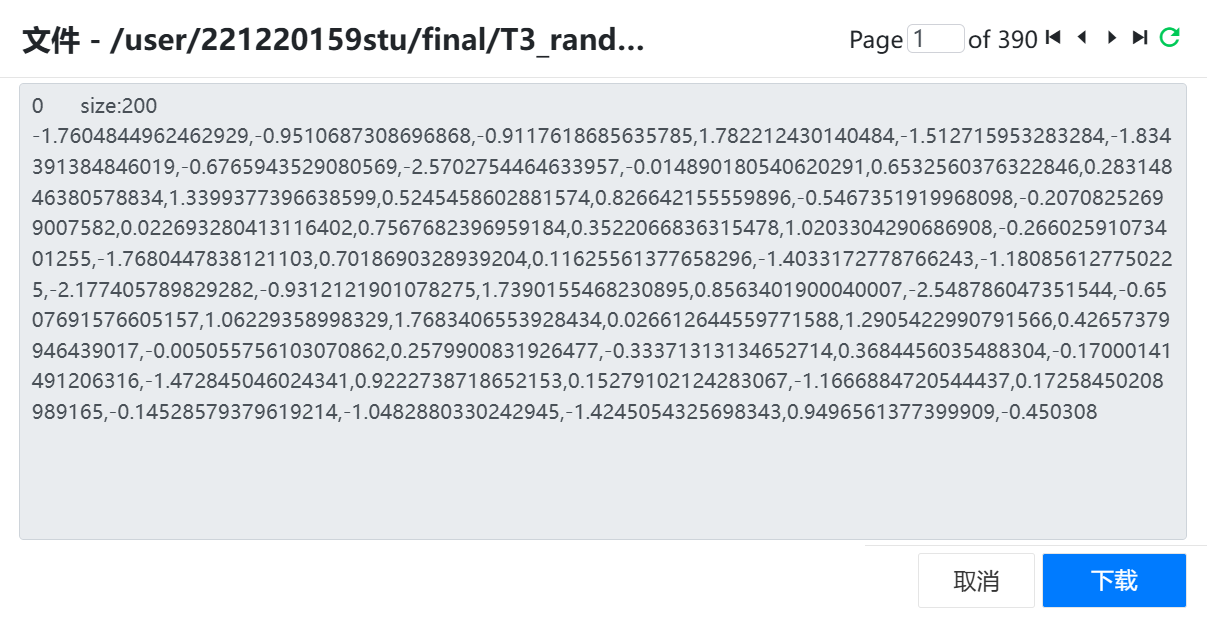 文件 - /user/221220159stu/final/T3_rand...
Page 1 of 390
0 size:200
-1.7604844962462929,-0.9510687308696868,-0.9117618685635785,1.782212430140484,-1.512715953283284,-1.834
391384846019,-0.6765943529080569,-2.5702754464633957,-0.014890180540620291,0.6532560376322846,0.283148
46380578834,1.3399377396638599,0.5245458602881574,0.826642155559896,-0.5467351919968098,-0.2070825269
9007582,0.022693280413116402,0.7567682396959184,0.3522066836315478,1.0203304290686908,-0.266025910734
01255,-1.7680447838121103,0.7018690328939204,0.11625561377658296,-1.4033172778766243,-1.18085612775022
5,-2.177405789829282,-0.9312121901078275,1.7390155468230895,0.8563401900040007,-2.548786047351544,-0.65
07691576605157,1.06229358998329,1.7683406553928434,0.026612644559771588,1.2905422990791566,0.42657379
946439017,-0.005055756103070862,0.2579900831926477,-0.33371313134652714,0.3684456035488304,-0.17000141
491206316,-1.472845046024341,0.9222738718652153,0.15279102124283067,-1.1666884720544437,0.17258450208
989165,-0.14528579379619214,-1.0482880330242945,-1.4245054325698343,0.9496561377399909,-0.450308
取消
下载